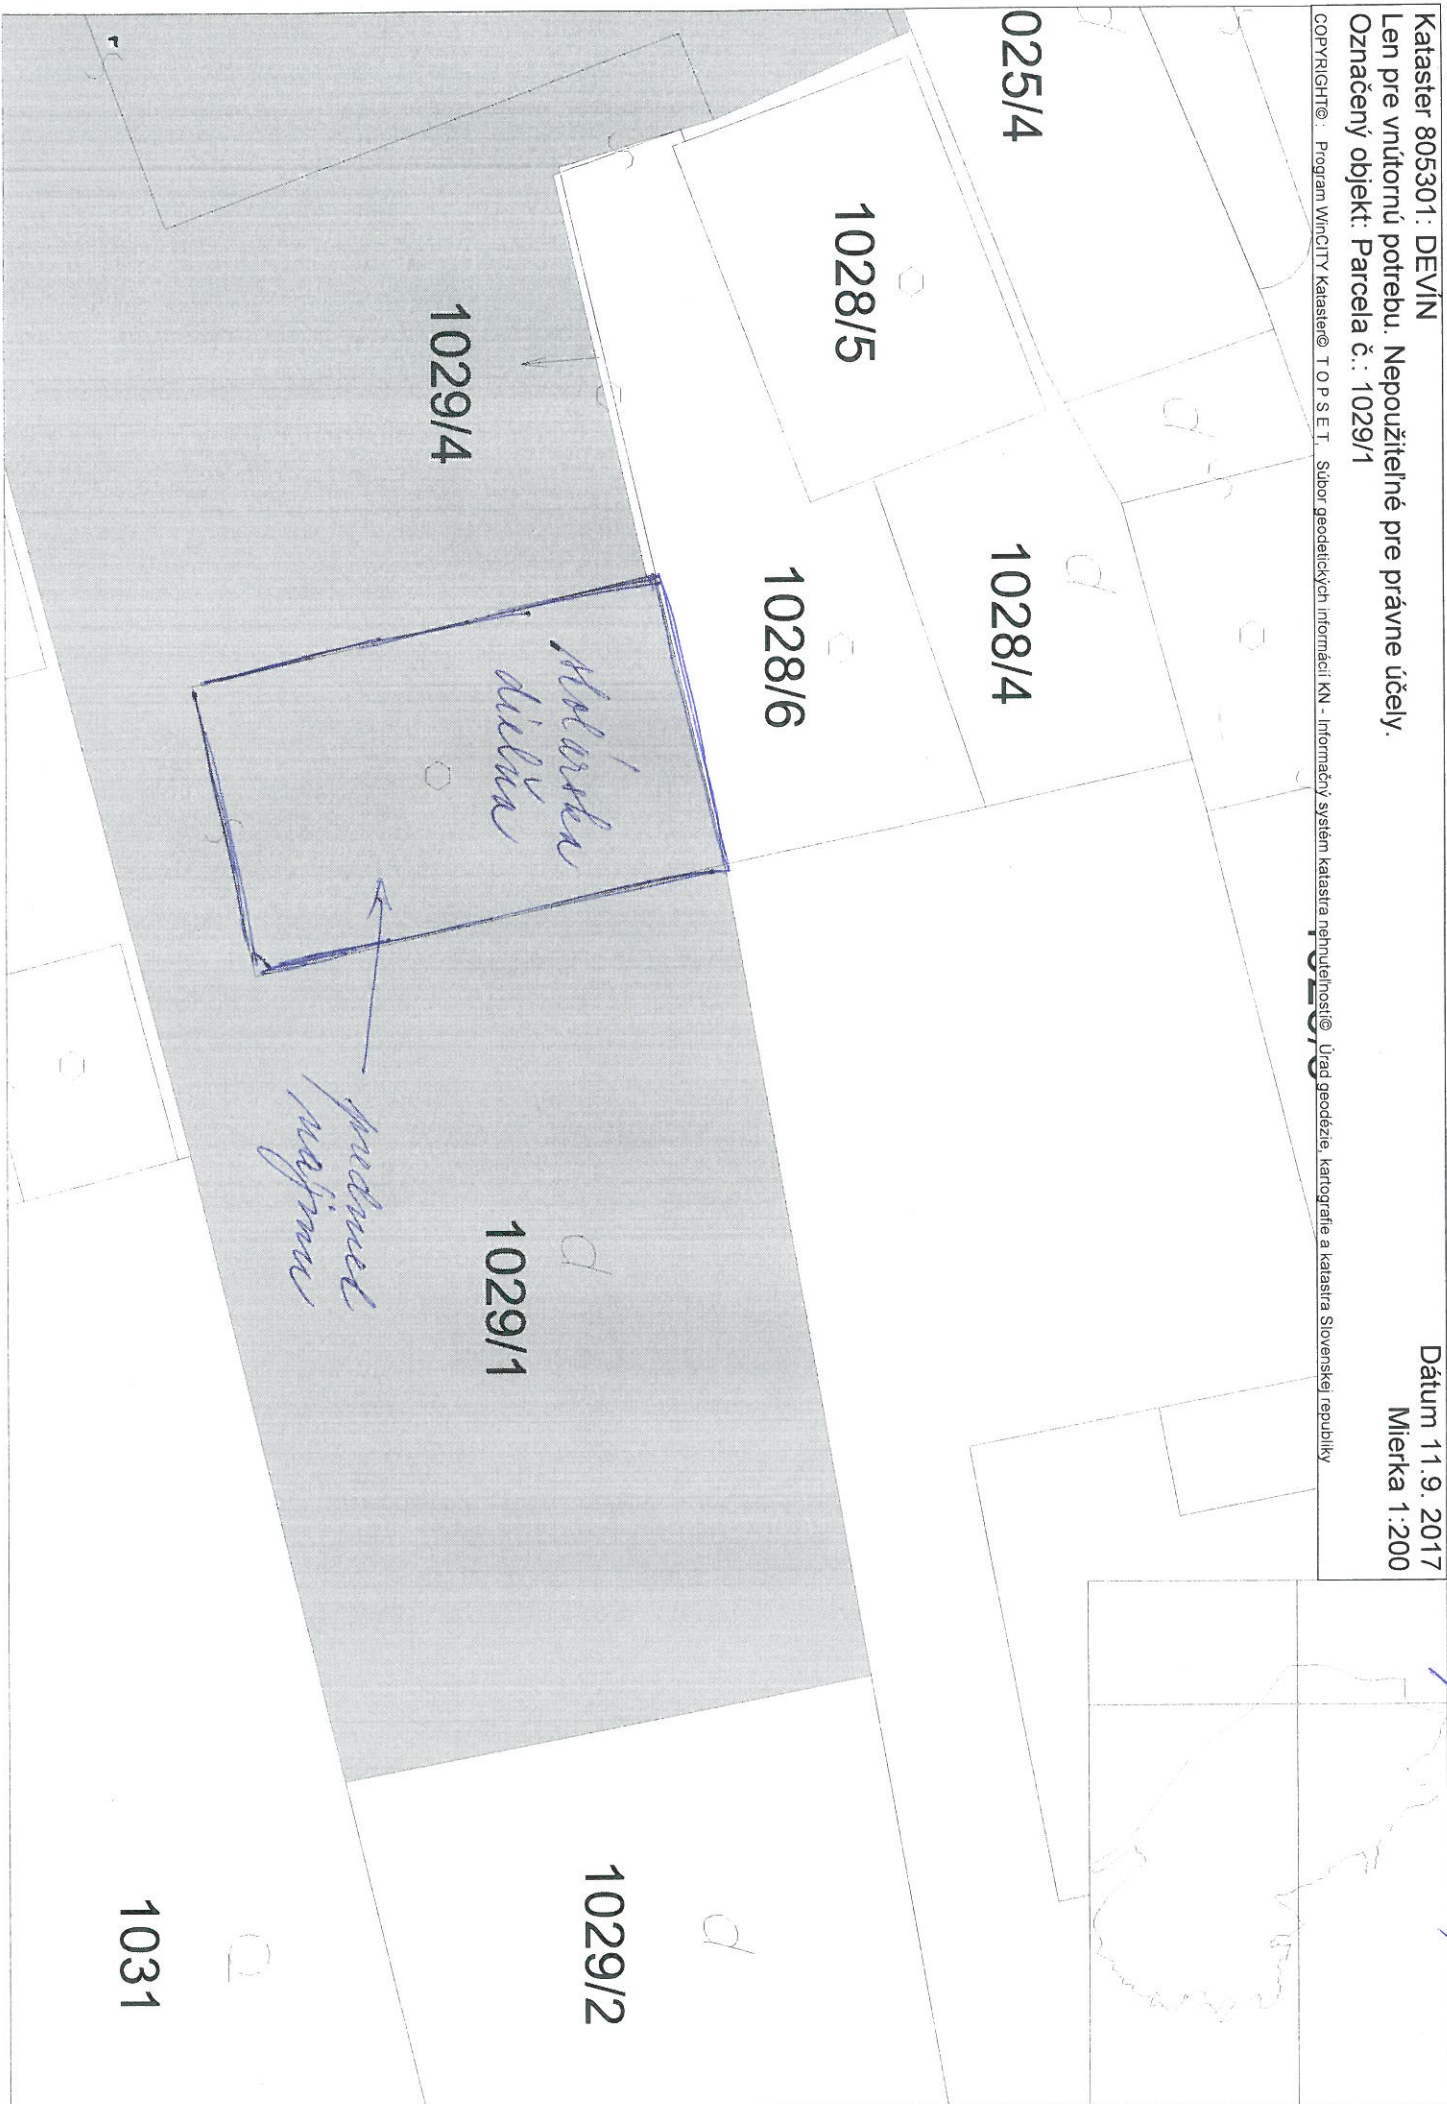 Kataster 805301: DEVÍN
Dátum 11.9. 2017
Len pre vnútornú potrebu. Nepoužiteľné pre právne účely.
Mierka 1:200
Označený objekt: Parcela č.: 1029/1
COPYRIGHT© : Program WinCITY Kataster© T O P S E T, Súbor geodetických informácií KN - Informačný systém katastra nehnuteľností© Úrad geodézie, kartografie a katastra Slovenskej republiky
025/4
1028/4
1028/5
1028/6
stolárska
dielňa
1029/4
1029/1
predmet
nájmu
1029/2
1031